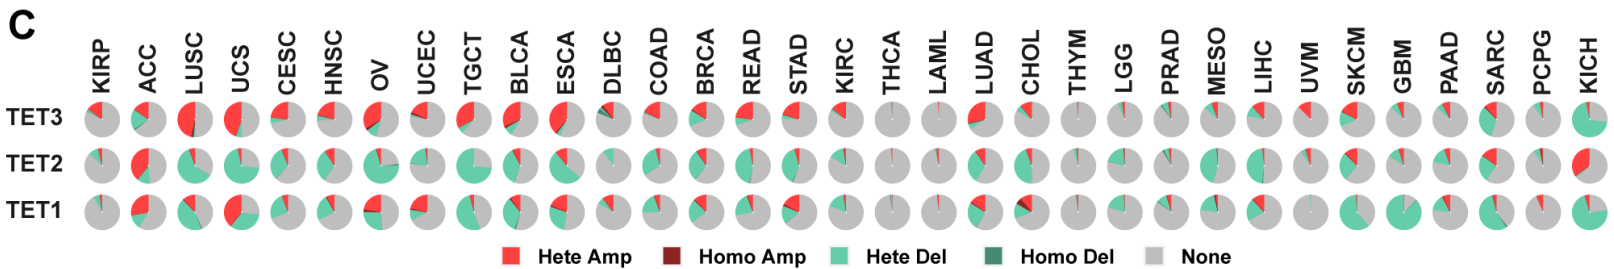 C
KIRP ACC LUSC UCS CESC HNSC OV UCEC TGCT BLCA ESCA DLBC COAD BRCA READ STAD KIRC THCA LAML LUAD CHOL THYM LGG PRAD MESO LIHC UVM SKCM GBM PAAD SARC PCPG KICH
TET3
TET2
TET1
Hete Amp Homo Amp Hete Del Homo Del None